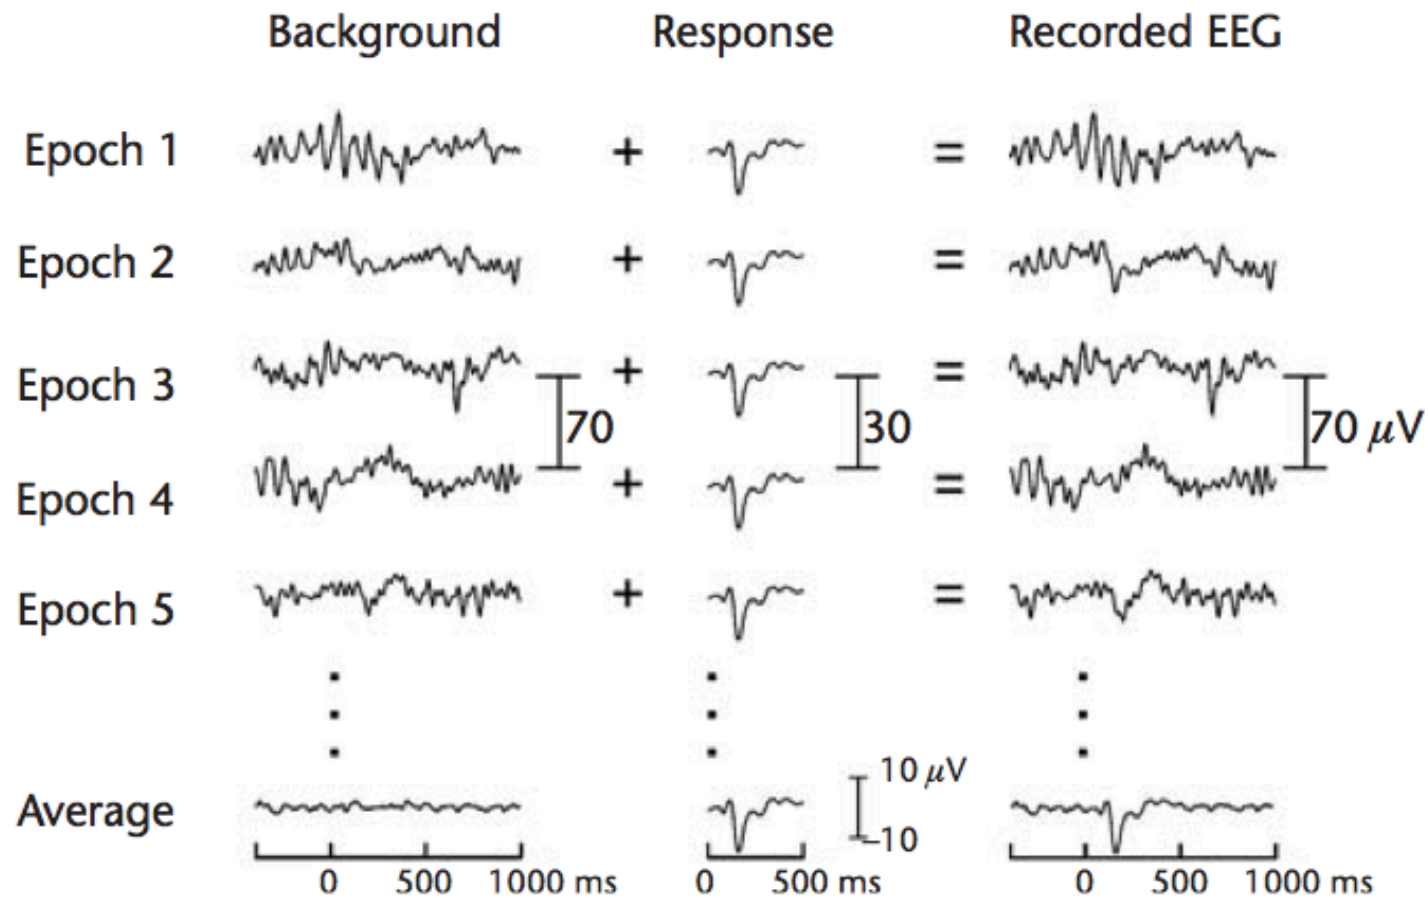 Background Response Recorded EEG
Epoch 1 + =
Epoch 2 + =
Epoch 3 + =
70 30 70 μV
Epoch 4 + =
Epoch 5 + =
10 μV
Average
-10
0 500 1000 ms 0 500 ms 0 500 1000 ms